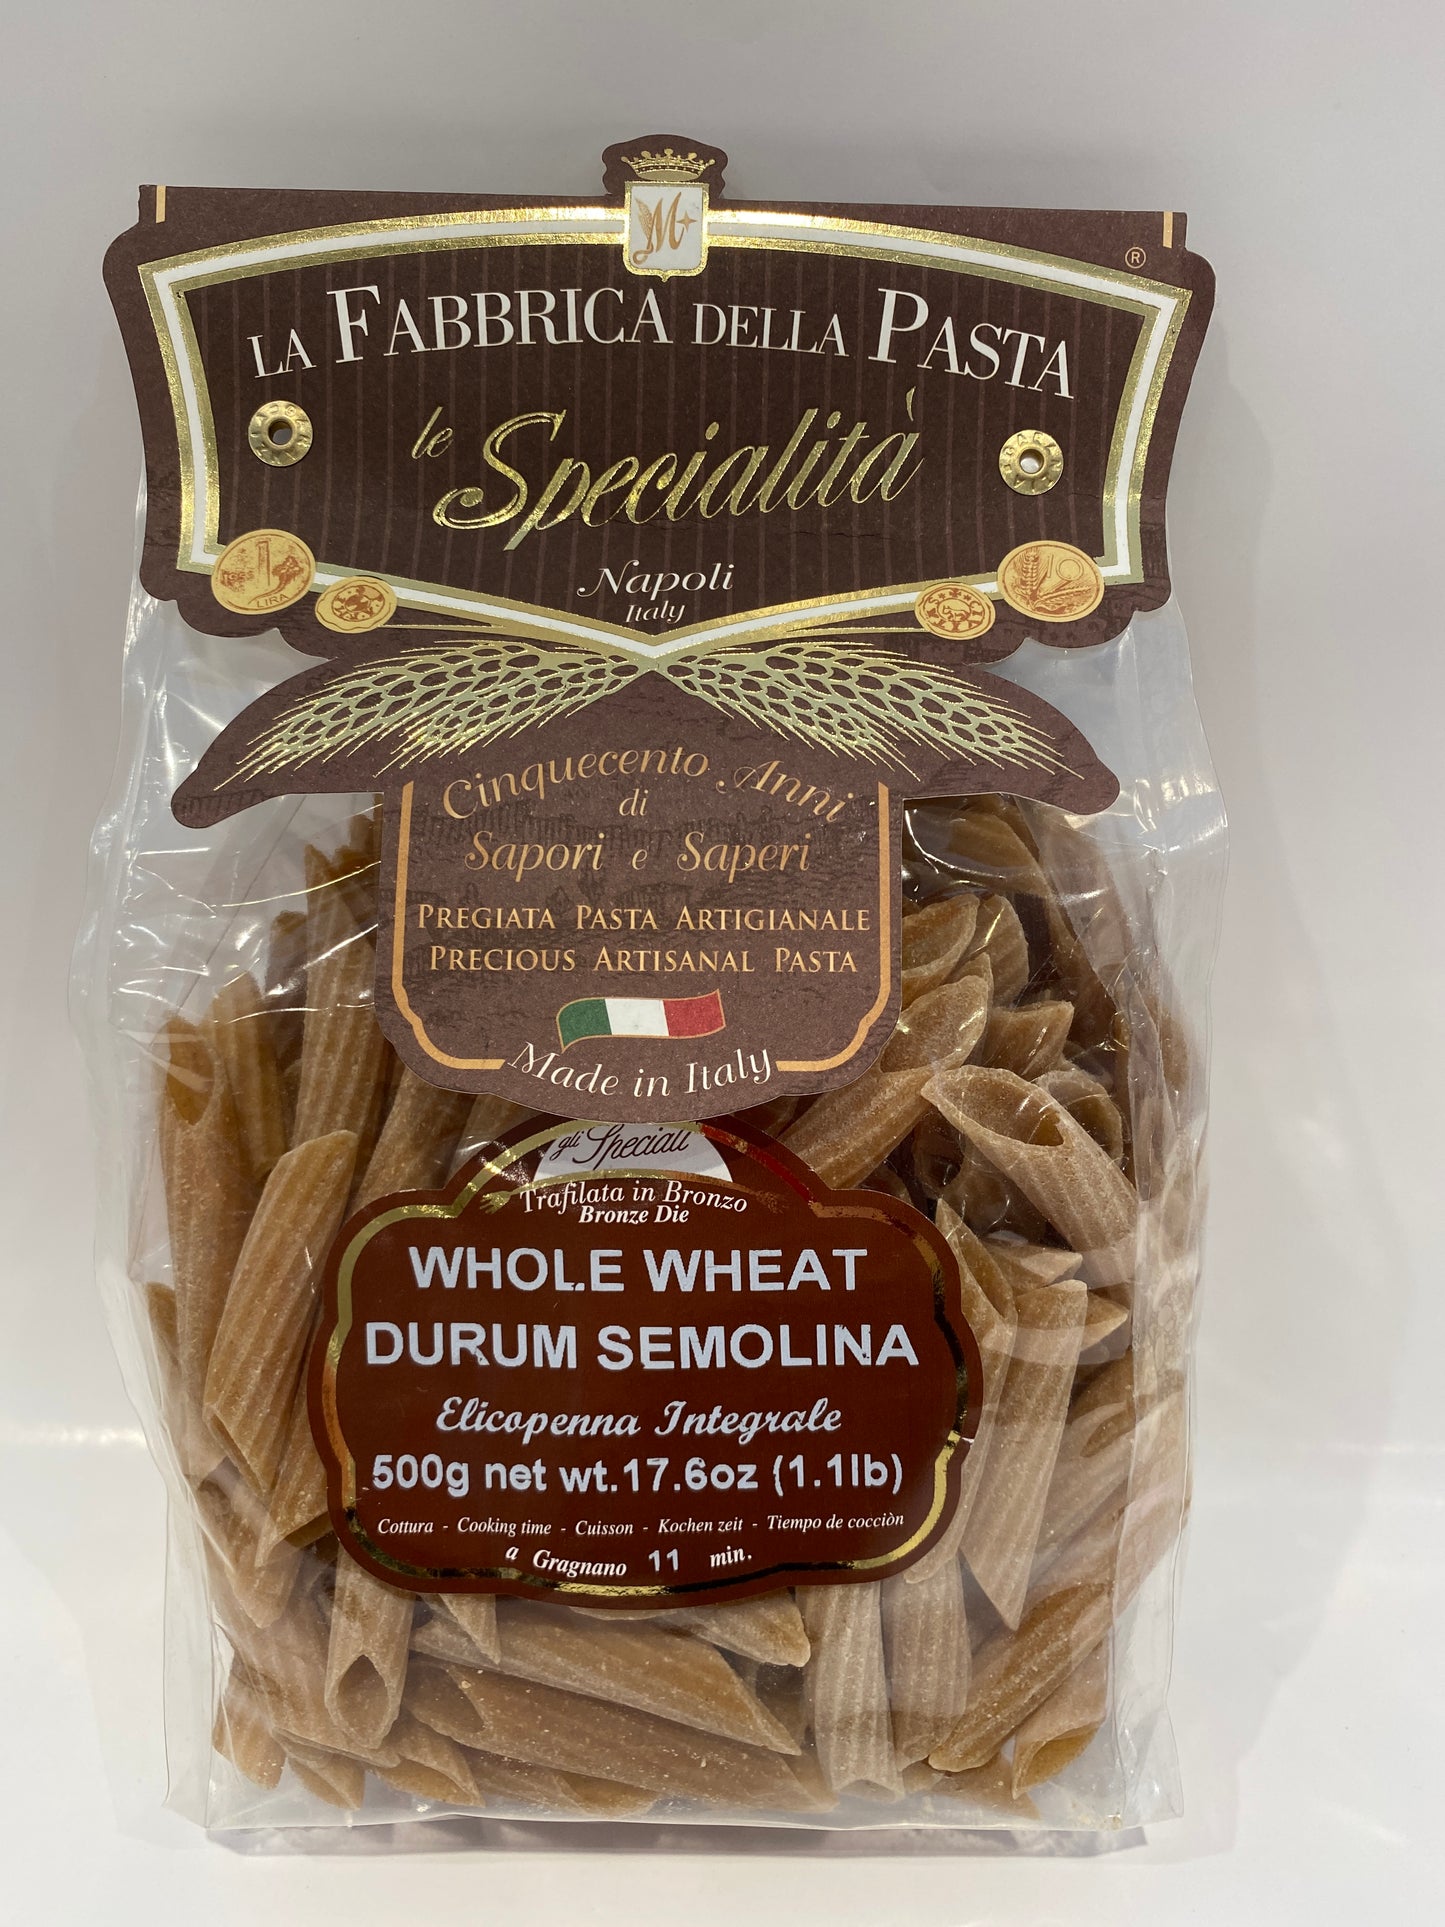 M
®
LA FABBRICA DELLA PASTA
le Specialità
LIRA
Napoli
Italy
Cinquecento Anni
di
Sapori e Saperi
PREGIATA PASTA ARTIGIANALE
PRECIOUS ARTISANAL PASTA
Made in Italy
gli Speciali
Trafilata in Bronzo
Bronze Die
WHOLE WHEAT
DURUM SEMOLINA
Elicopenna Integrale
500g net wt.17.6oz (1.1lb)
Cottura - Cooking time - Cuisson - Kochen zeit - Tiempo de cocciòn
a Gragnano 11 min.